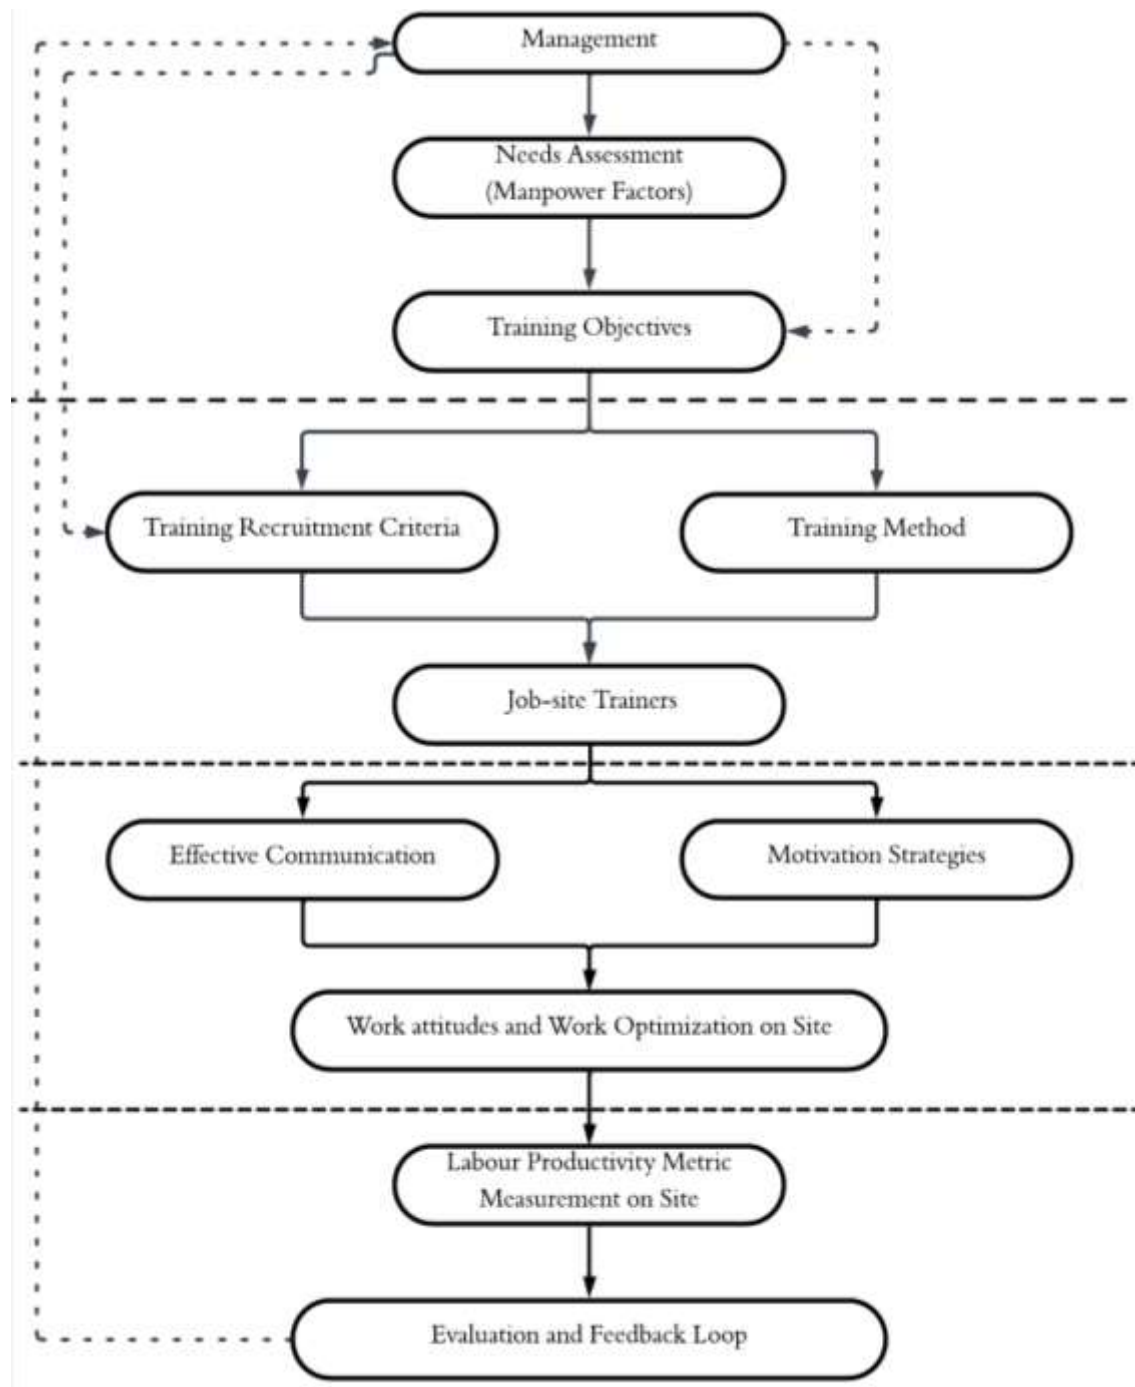 Management
Needs Assessment
(Manpower Factors)
Training Objectives
Training Recruitment Criteria
Training Method
Job-site Trainers
Effective Communication
Motivation Strategies
Work attitudes and Work Optimization on Site
Labour Productivity Metric
Measurement on Site
Evaluation and Feedback Loop